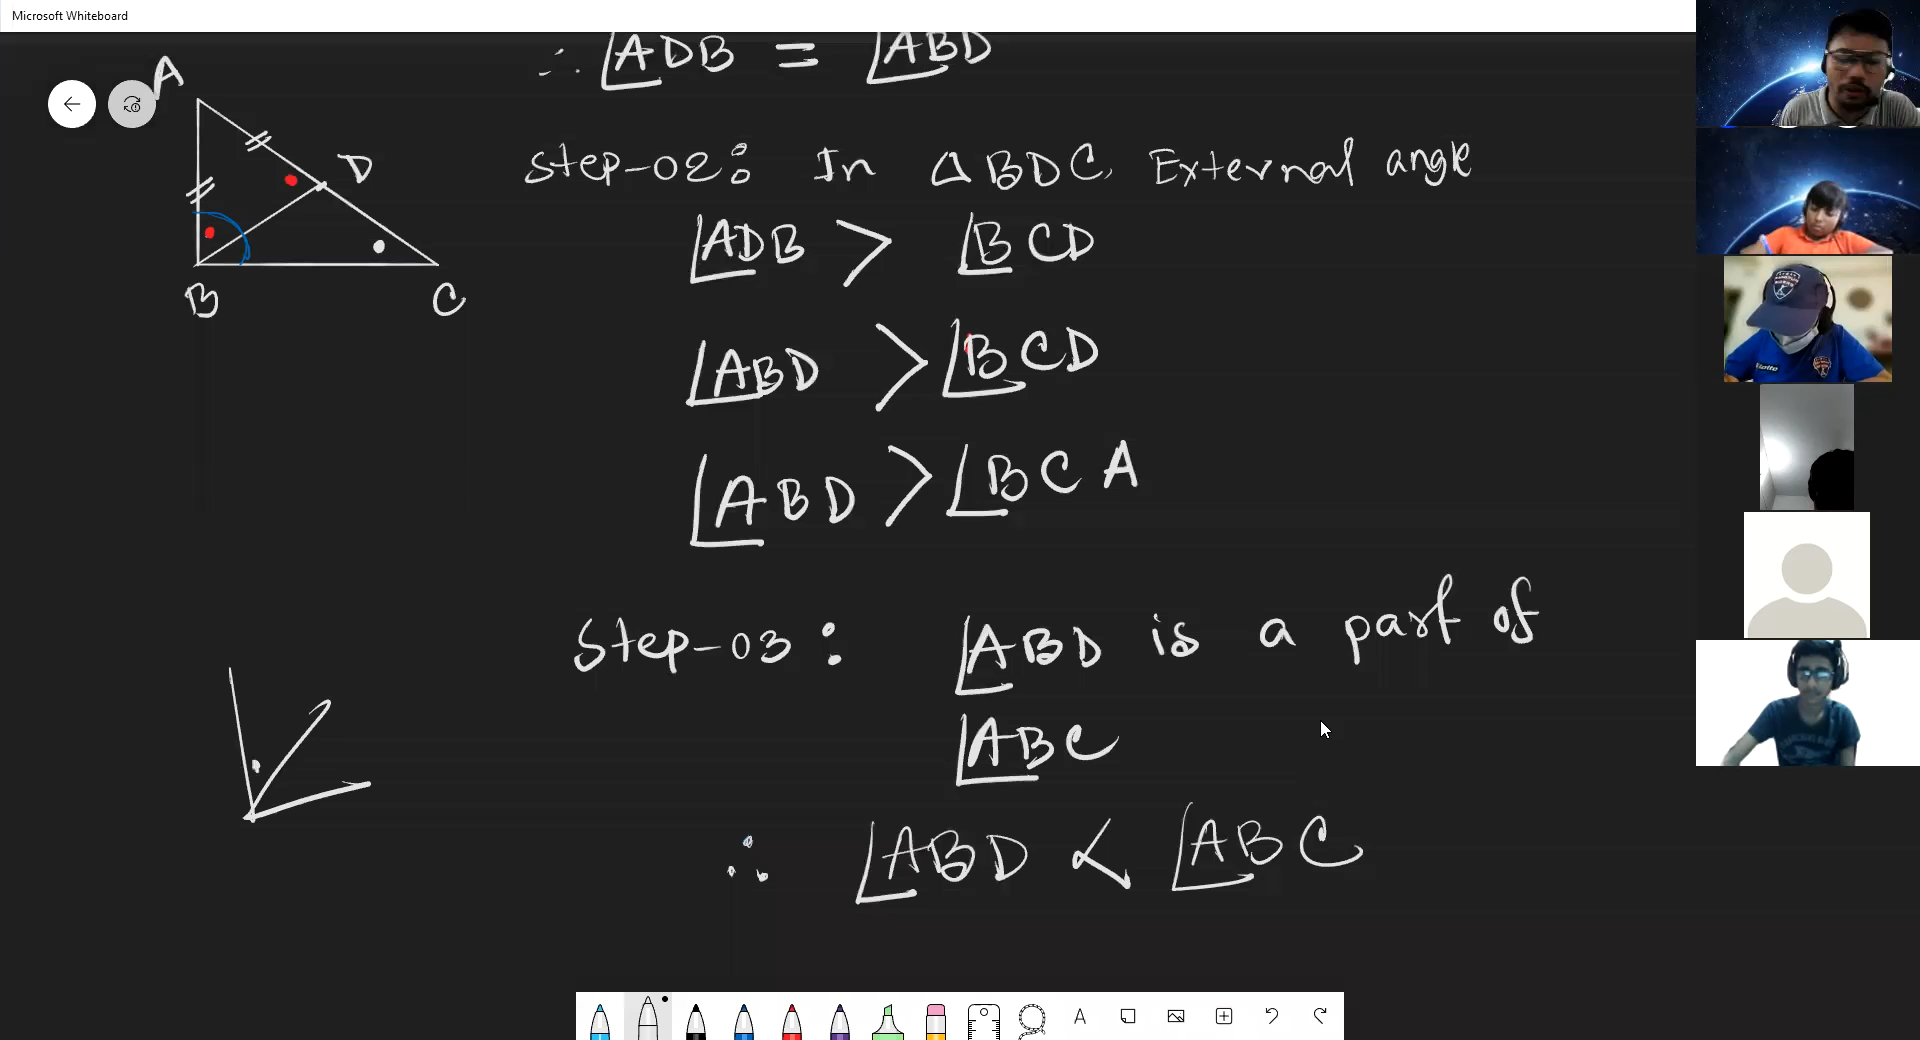 Microsoft Whiteboard
∴ ∠ADB = ∠ABD
A
D
B
C
Step-02: In △BDC, External angle
∠ADB > ∠BCD
∠ABD > ∠BCD
∠ABD > ∠BCA
Step-03: ∠ABD is a part of
∠ABC
∴ ∠ABD < ∠ABC
A